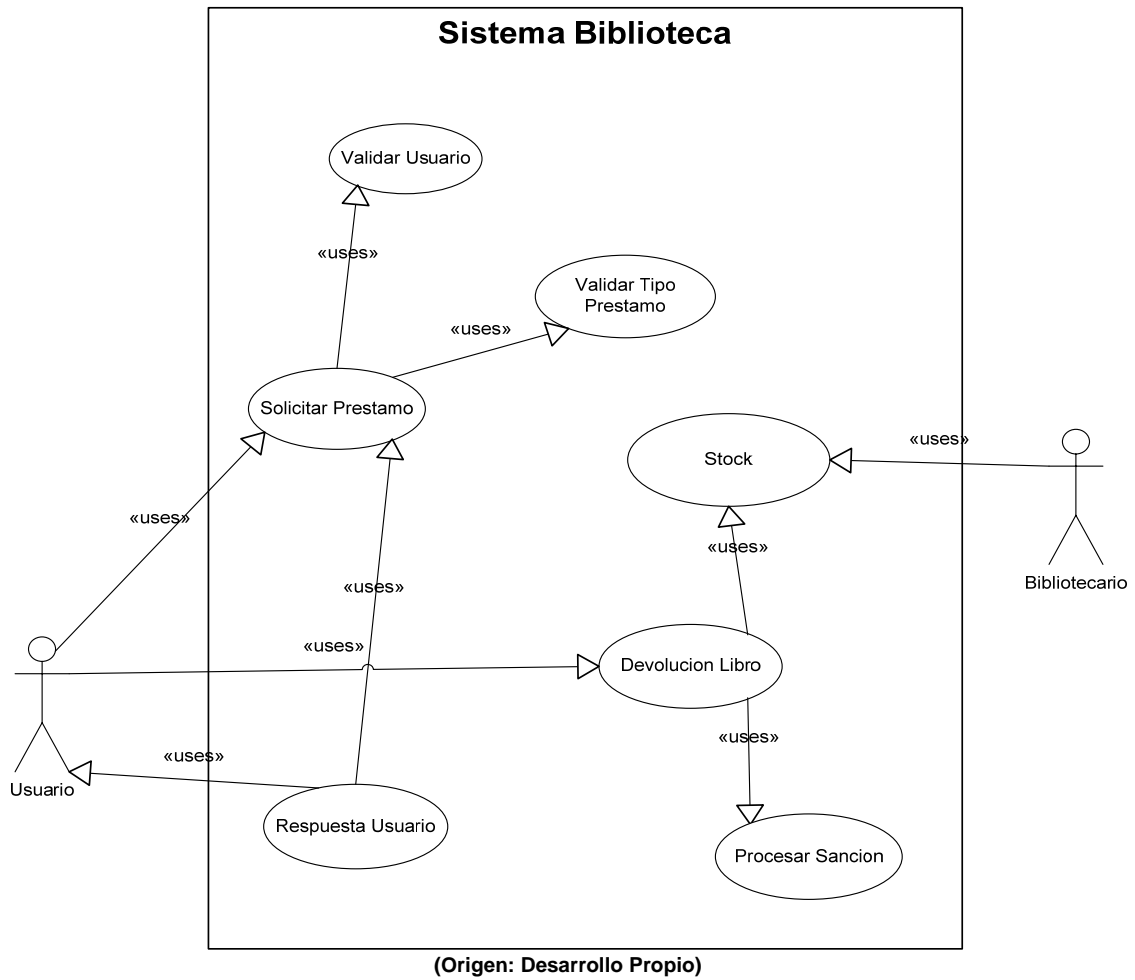 Sistema Biblioteca
Validar Usuario
«uses»
Validar Tipo
Prestamo
«uses»
Solicitar Prestamo
«uses»
Stock
«uses»
«uses»
Bibliotecario
«uses»
«uses»
Devolucion Libro
«uses»
«uses»
Usuario
Respuesta Usuario
Procesar Sancion
(Origen: Desarrollo Propio)